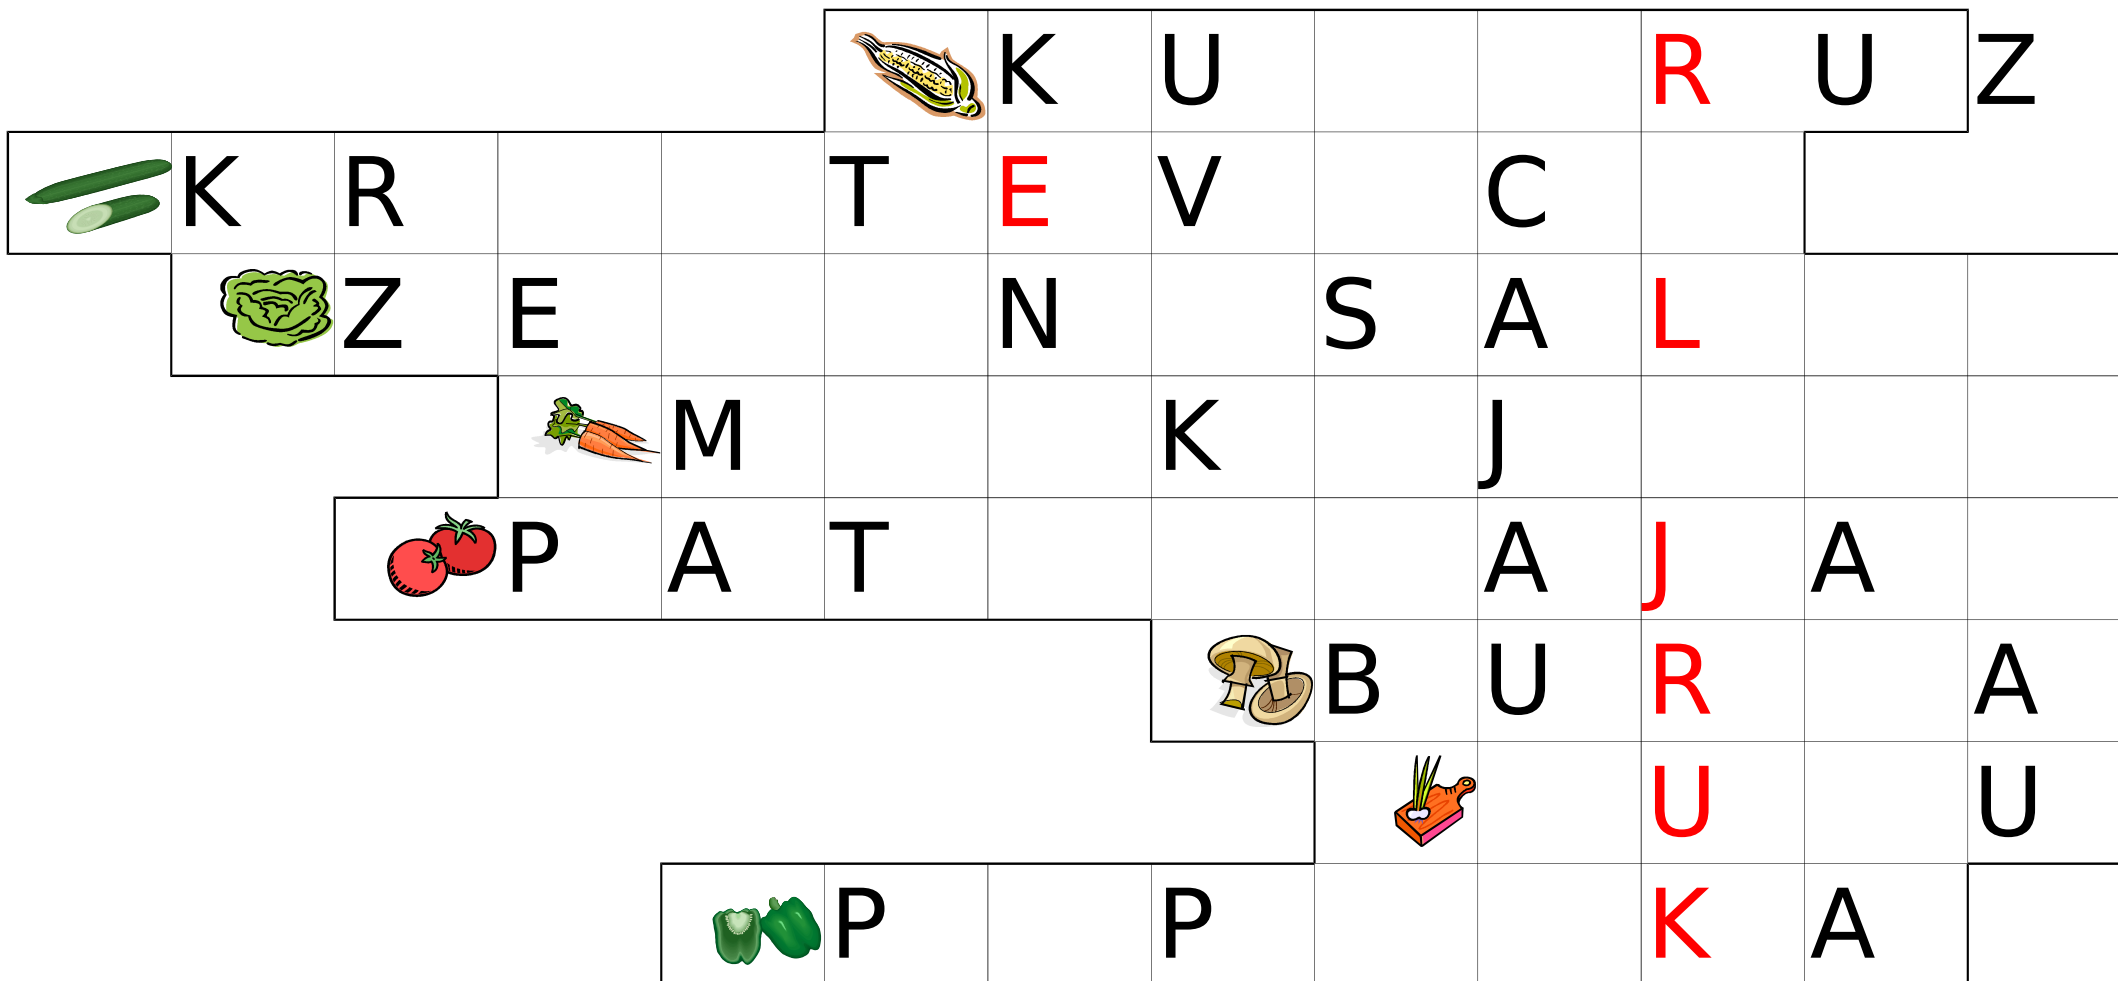 K U R U Z
K R T E V C
Z E N S A L
M K J
P A T A J A
B U R A
U U
P P K A